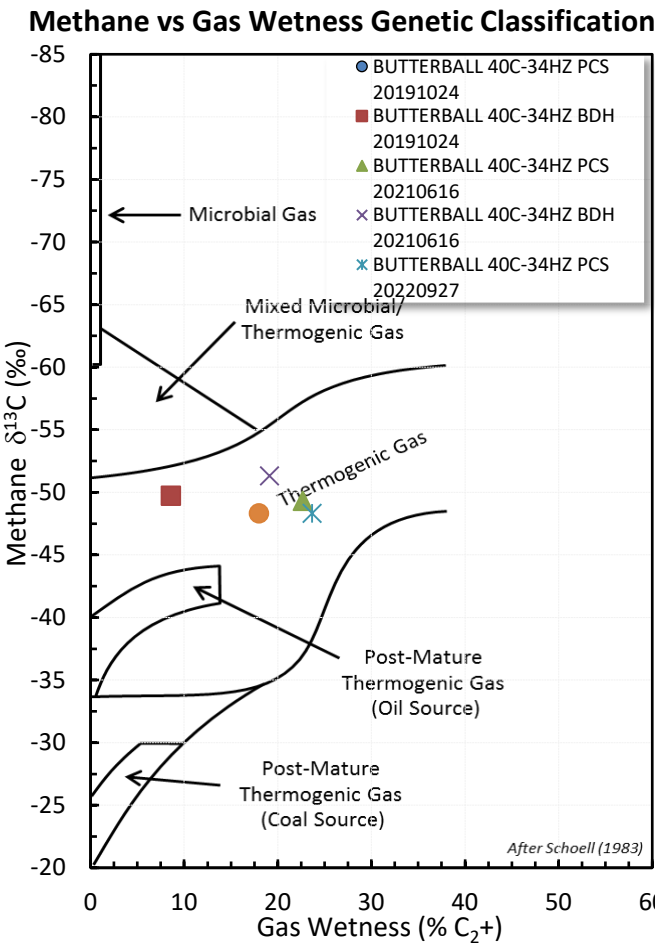 Methane vs Gas Wetness Genetic Classification
-85
-80
-75
-70
-65
-60
-55
-50
-45
-40
-35
-30
-25
-20
Methane δ13C (‰)
BUTTERBALL 40C-34HZ PCS
20191024
BUTTERBALL 40C-34HZ BDH
20191024
BUTTERBALL 40C-34HZ PCS
20210616
BUTTERBALL 40C-34HZ BDH
20210616
BUTTERBALL 40C-34HZ PCS
20220927
Microbial Gas
Mixed Microbial/
Thermogenic Gas
Thermogenic Gas
Post-Mature
Thermogenic Gas
(Oil Source)
Post-Mature
Thermogenic Gas
(Coal Source)
After Schoell (1983)
0 10 20 30 40 50 60
Gas Wetness (% C2+)